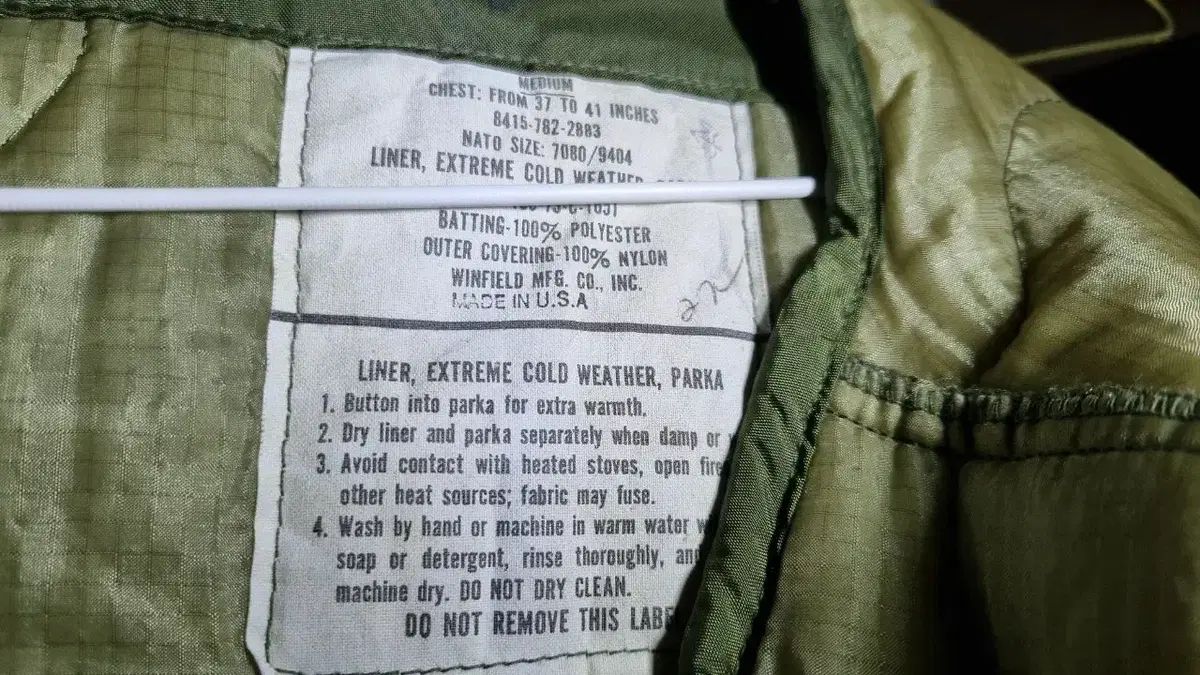 MEDIUM
CHEST: FROM 37 TO 41 INCHES
8415-782-2883
NATO SIZE: 7080/9404
LINER, EXTREME COLD WEATHER
BATTING-100% POLYESTER
OUTER COVERING-100% NYLON
WINFIELD MFG. CO., INC.
MADE IN U.S.A
LINER, EXTREME COLD WEATHER, PARKA
1. Button into parka for extra warmth.
2. Dry liner and parka separately when damp or
3. Avoid contact with heated stoves, open fire
other heat sources; fabric may fuse.
4. Wash by hand or machine in warm water
soap or detergent, rinse thoroughly, and
machine dry. DO NOT DRY CLEAN.
DO NOT REMOVE THIS LABE